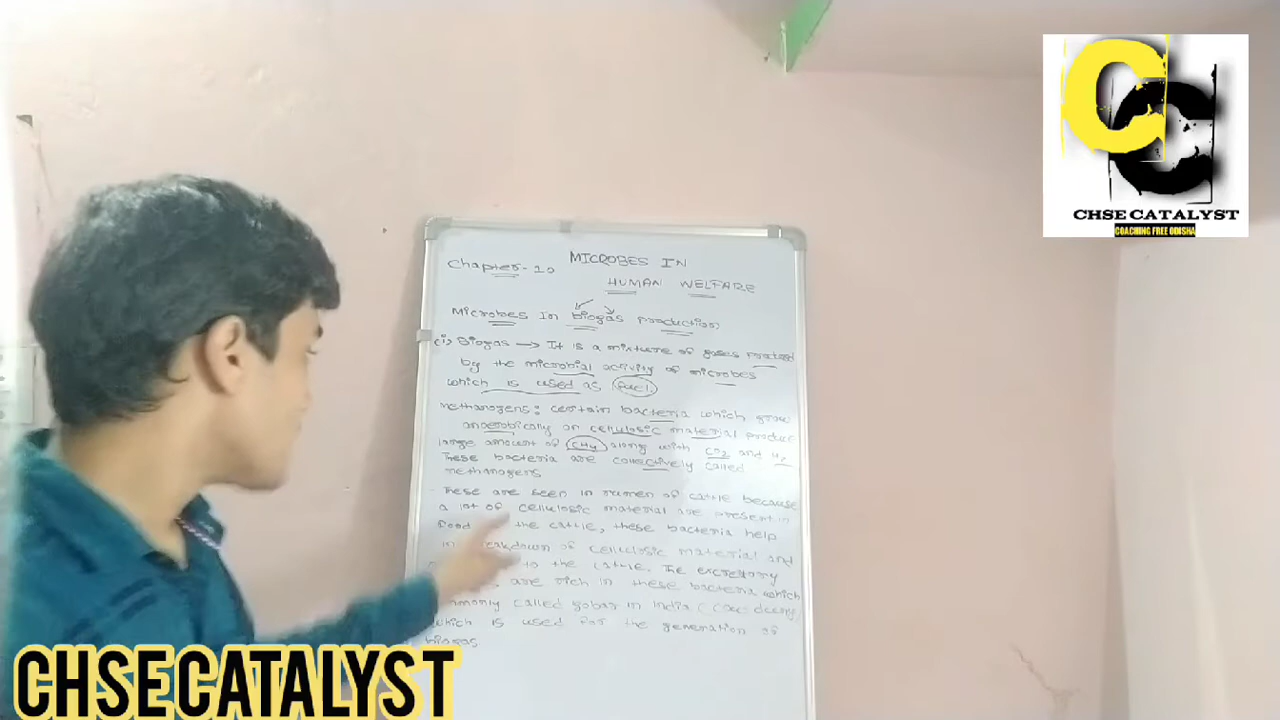 CC
CHSE CATALYST
COACHING FREE ODISHA
Chapter-10 MICROBES IN
HUMAN WELFARE
Microbes In biogas production
(i) Biogas → It is a mixture of gases produced
by the microbial activity of microbes
which is used as fuel.
Methanogens: certain bacteria which grow
anaerobically on cellulosic material produce
large amount of CH4 along with CO2 and H2
These bacteria are collectively called
methanogens
These are seen in rumen of cattle because
a lot of cellulosic material are present in
food the cattle, these bacteria help
in breakdown of cellulosic material and
to the cattle. The excretory
are rich in these bacteria which
commonly called gobar in India (cow dung)
which is used for the generation of
biogas.
CHSE CATALYST